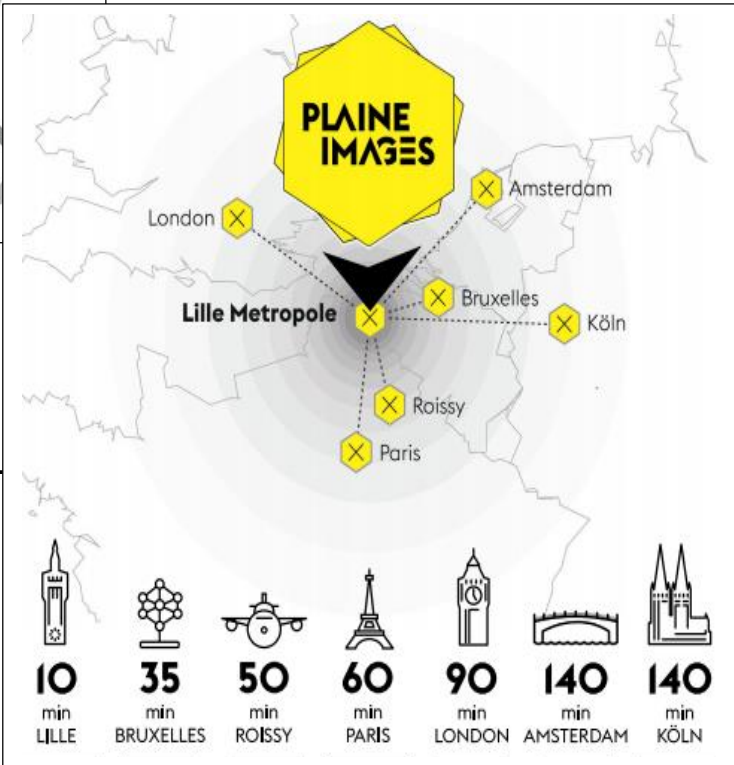 PLAINE
IMAGES
Amsterdam
London
Bruxelles
Lille Metropole
Köln
Roissy
Paris
10 35 50 60 90 140 140
min min min min min min min
LILLE BRUXELLES ROISSY PARIS LONDON AMSTERDAM KÖLN